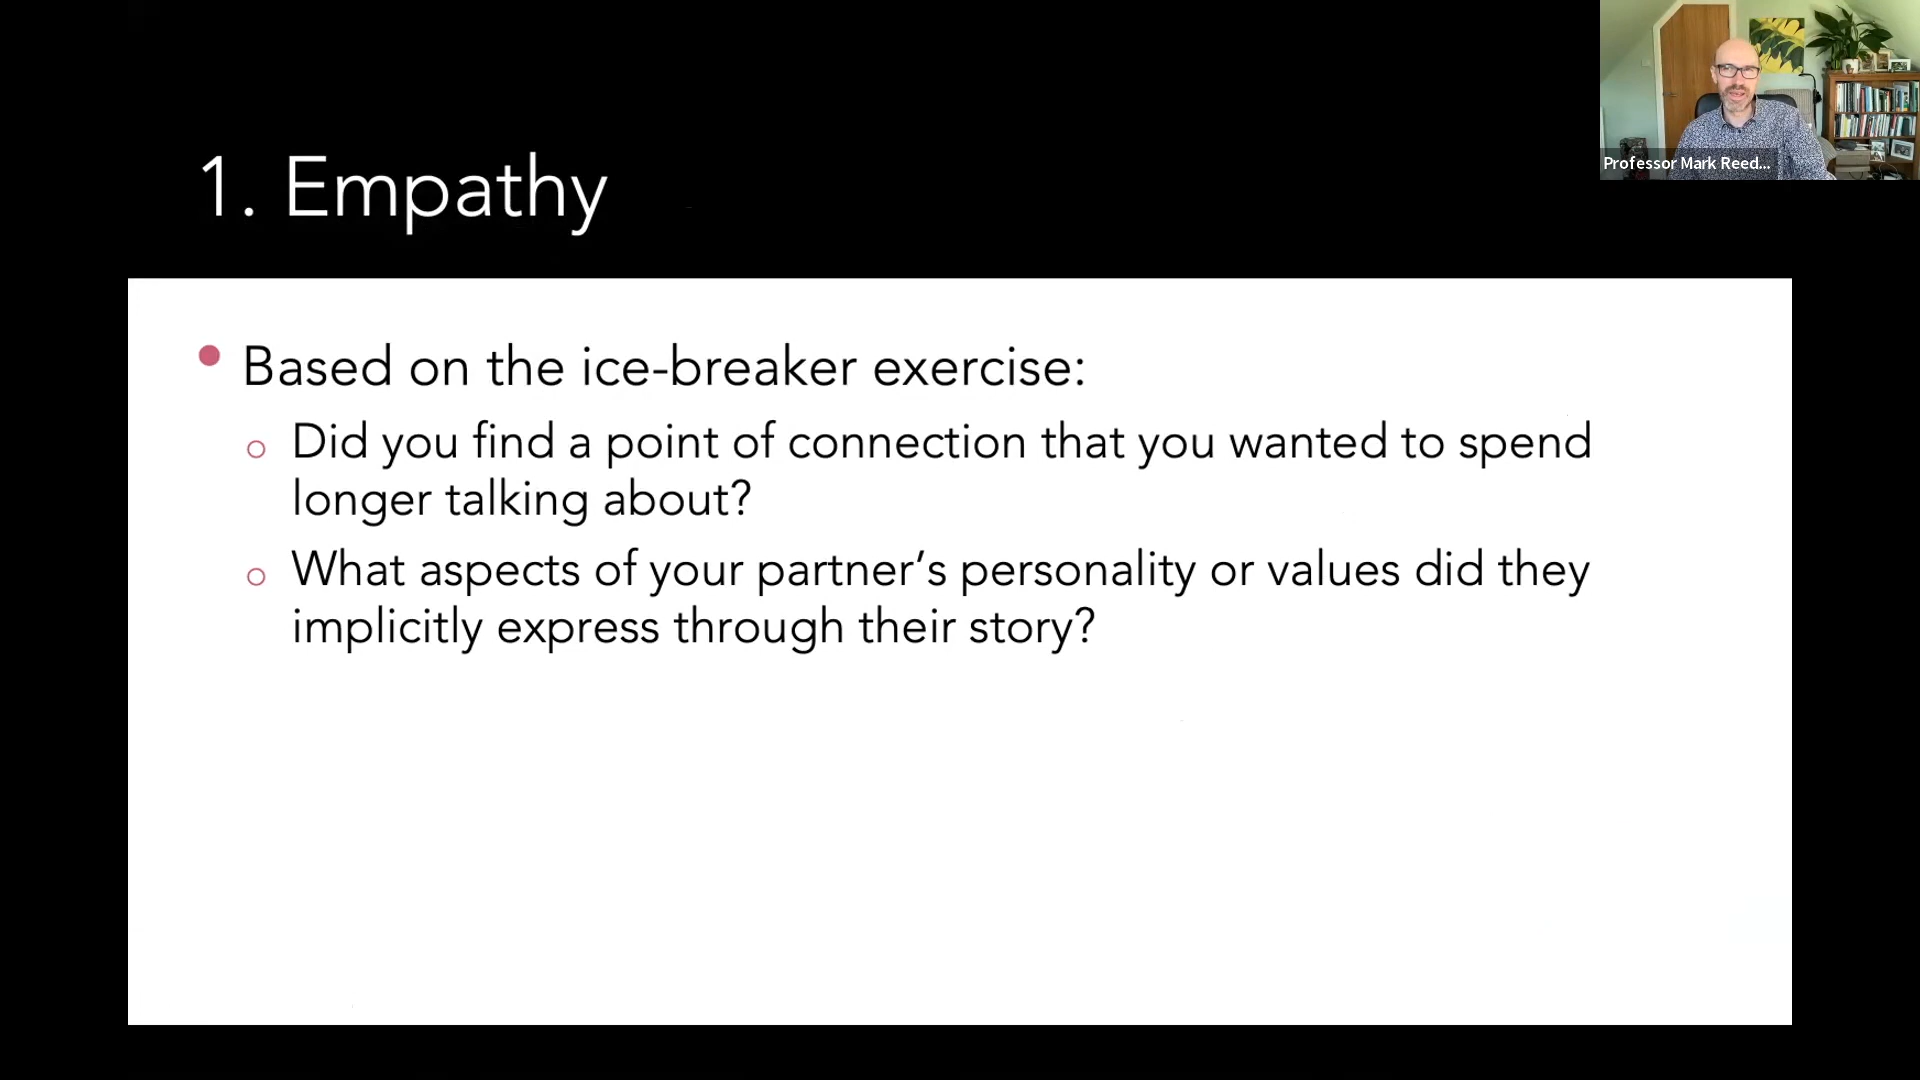 Professor Mark Reed...
1. Empathy
• Based on the ice-breaker exercise:
o Did you find a point of connection that you wanted to spend
longer talking about?
o What aspects of your partner’s personality or values did they
implicitly express through their story?